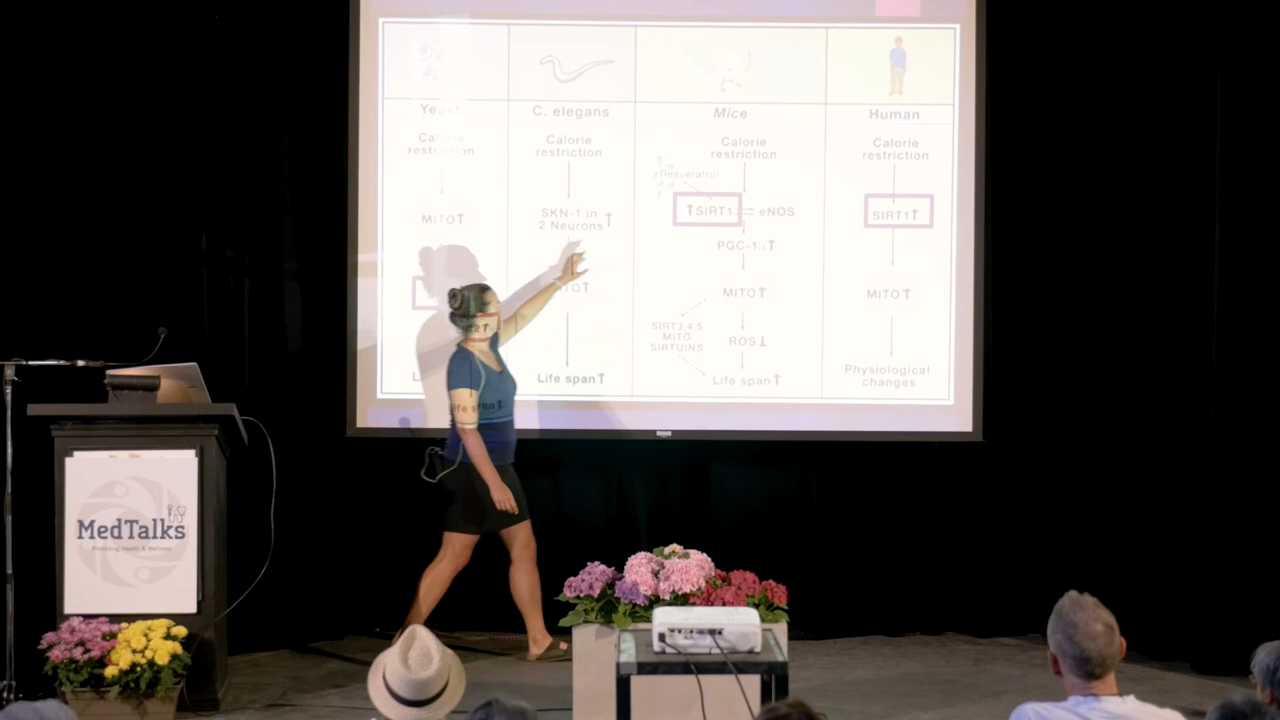 Yeast
Calorie
restriction
MITO↑
C. elegans
Calorie
restriction
SKN-1 in
2 Neurons↑
Life span↑
Mice
Calorie
restriction
Resveratrol
↑SIRT1
eNOS
PGC-1α↑
MITO↑
SIRT3,4,5
MITO
SIRTUINS
ROS↓
Life span↑
Human
Calorie
restriction
SIRT1↑
MITO↑
Physiological
changes
life span↑
MedTalks
Promoting Health & Wellness